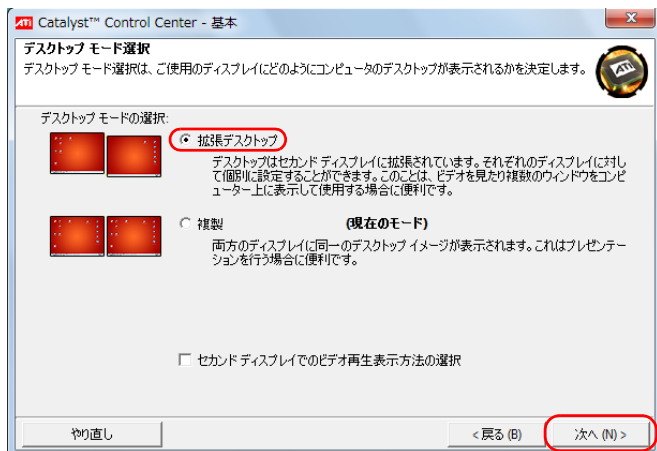 ATI Catalyst™ Control Center - 基本
デスクトップ モード選択
デスクトップ モード選択は、ご使用のディスプレイにどのようにコンピュータのデスクトップが表示されるかを決定します。
ATI
デスクトップ モードの選択:
拡張デスクトップ
デスクトップはセカンド ディスプレイに拡張されています。それぞれのディスプレイに対し
て個別に設定することができます。このことは、ビデオを見たり複数のウィンドウをコンピ
ューター上に表示して使用する場合に便利です。
複製 (現在のモード)
両方のディスプレイに同一のデスクトップ イメージが表示されます。これはプレゼンテー
ションを行う場合に便利です。
セカンド ディスプレイでのビデオ再生表示方法の選択
やり直し
< 戻る (B)
次へ (N) >